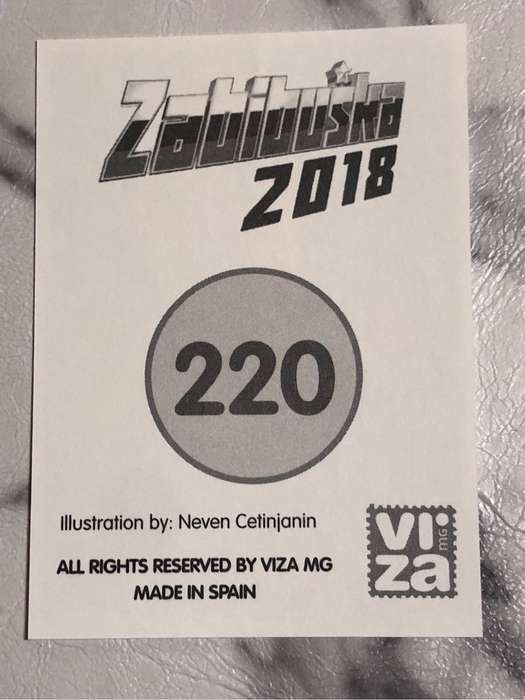 Zabibuška
2018
220
Illustration by: Neven Cetinjanin
ALL RIGHTS RESERVED BY VIZA MG
MADE IN SPAIN
vi
za
MG